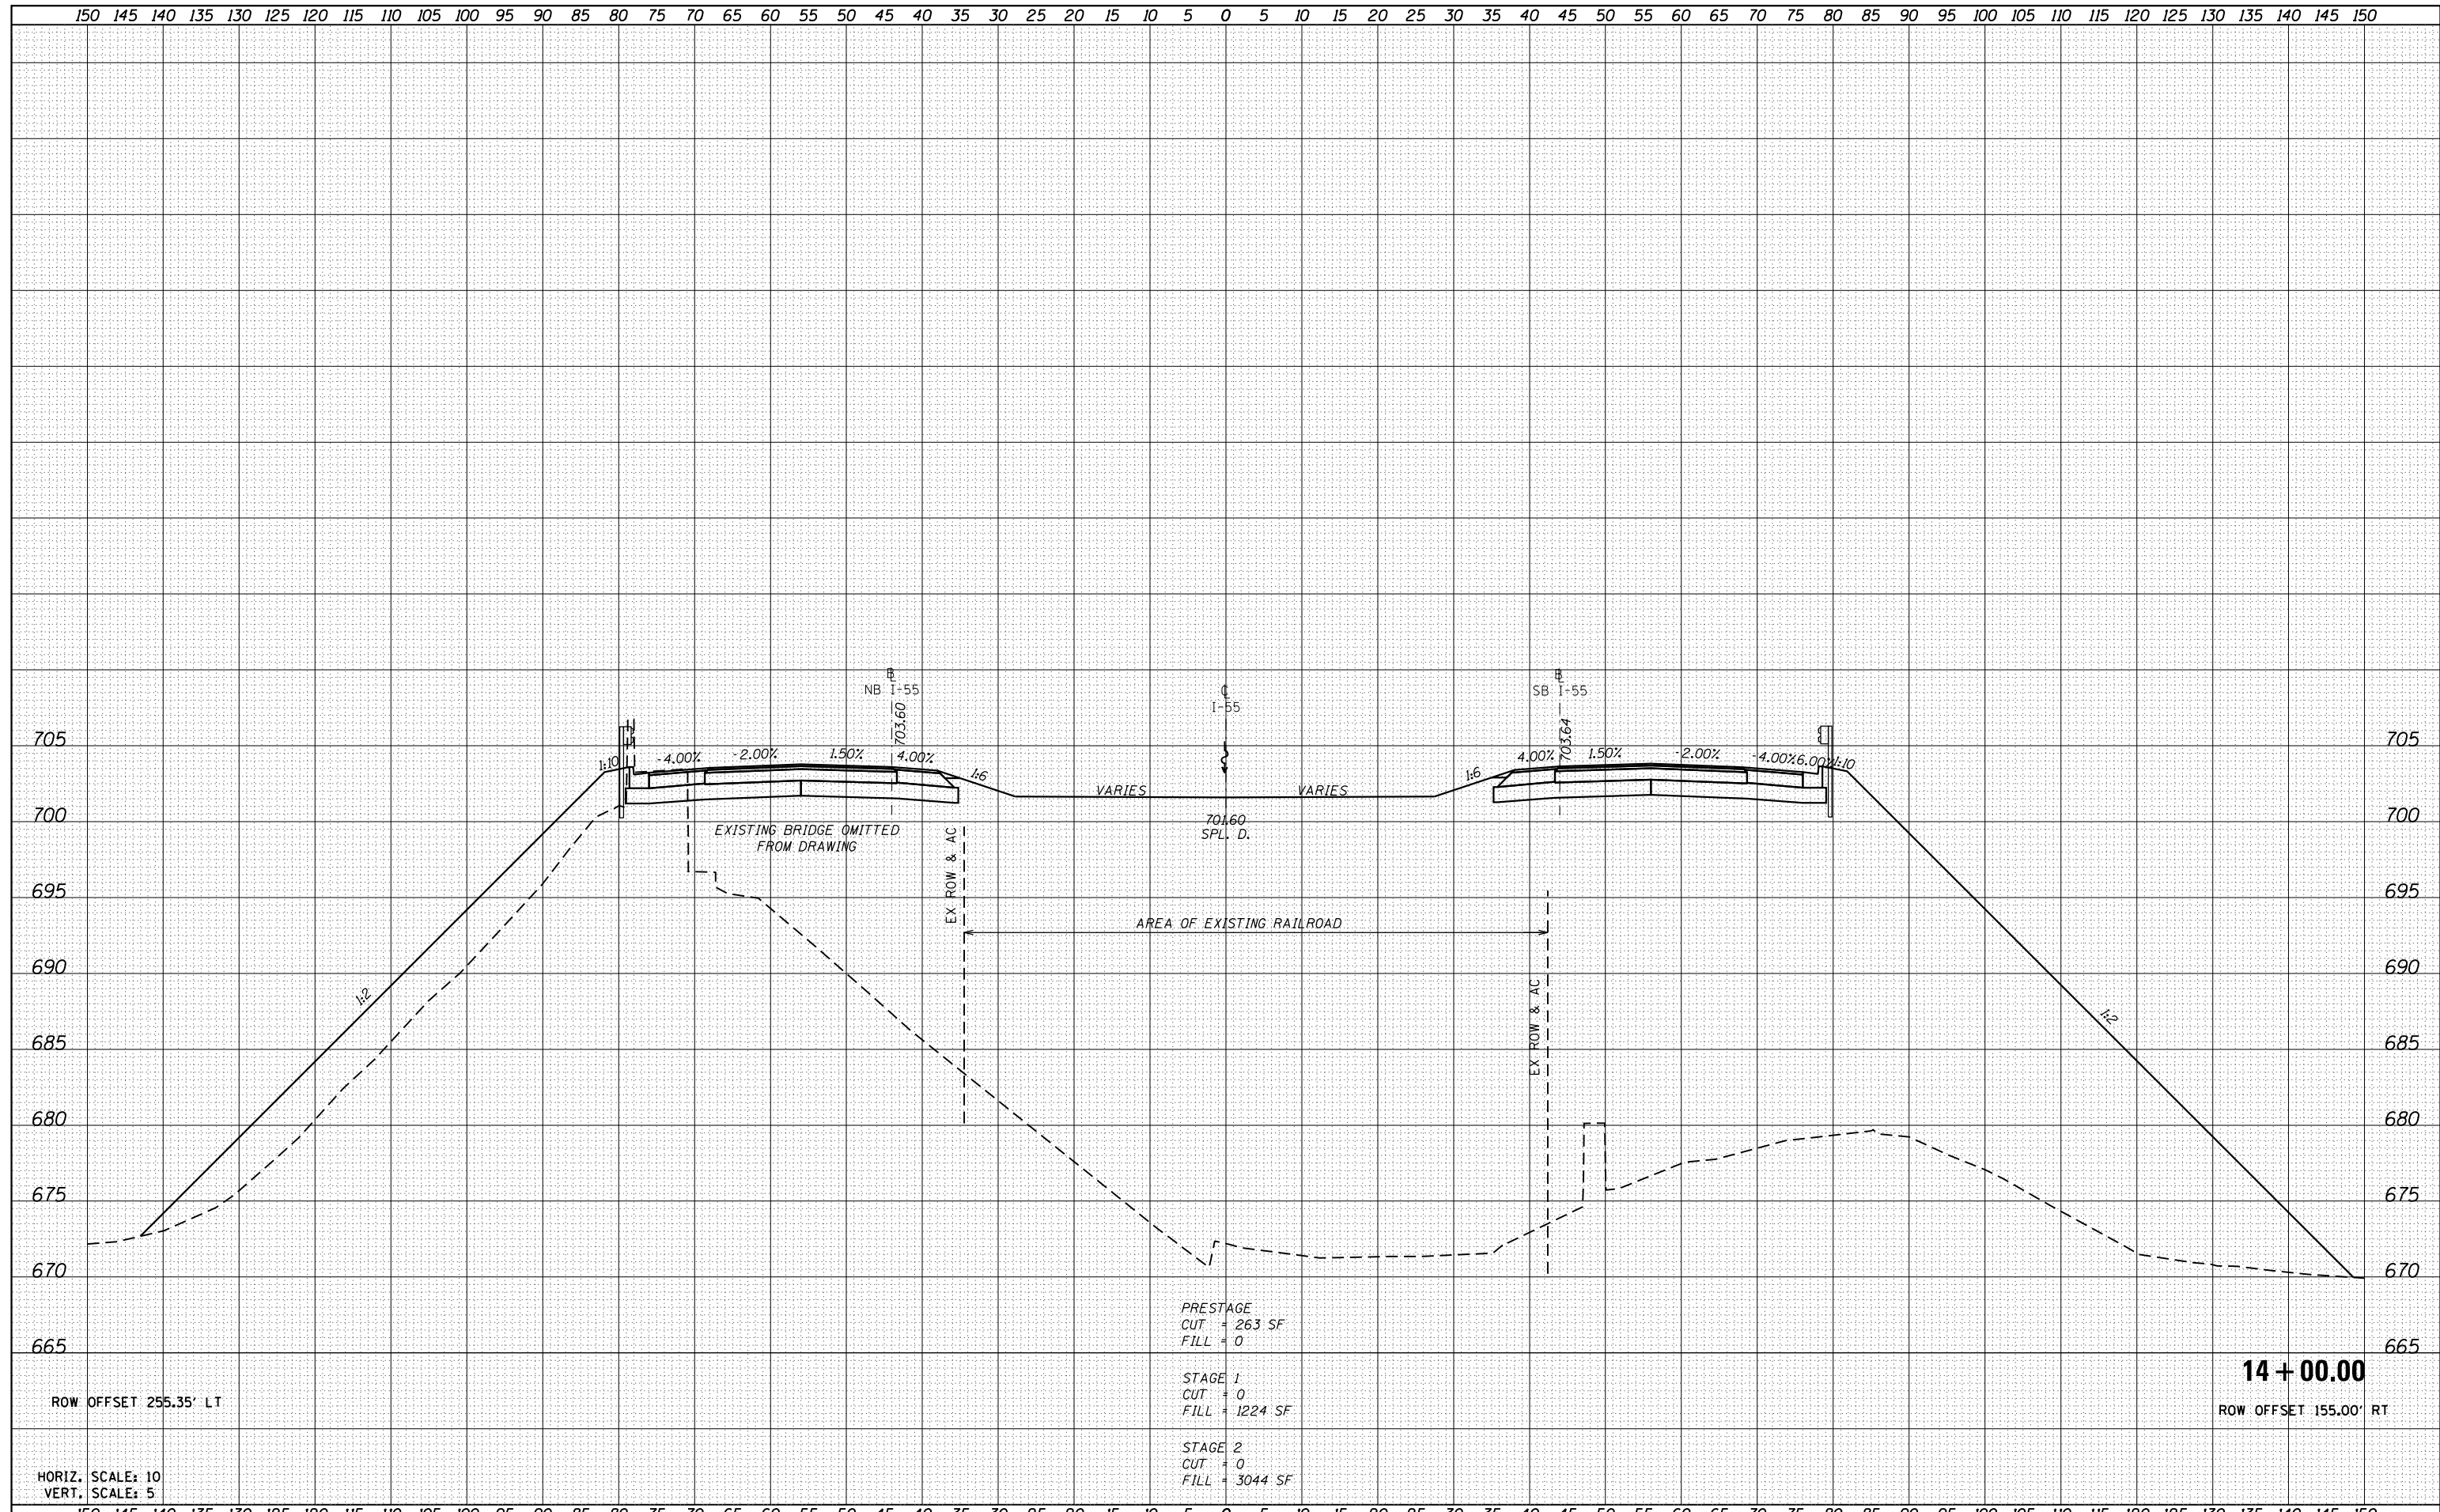 150 145 140 135 130 125 120 115 110 105 100 95 90 85 80 75 70 65 60 55 50 45 40 35 30 25 20 15 10 5 0 5 10 15 20 25 30 35 40 45 50 55 60 65 70 75 80 85 90 95 100 105 110 115 120 125 130 135 140 145 150
℄
NB I-55
703.60
℄
I-55
SB I-55
703.64
705 705
1:10 -4.00% -2.00% 1.50% 4.00% 1:6
1:6 4.00% 1.50% -2.00% -4.00% 6.00% 1:10
VARIES VARIES
700 700
701.60
SPL. D.
EXISTING BRIDGE OMITTED
FROM DRAWING
EX ROW & AC
695 695
AREA OF EXISTING RAILROAD
690 690
1:2
EX ROW & AC
1:2
685 685
680 680
675 675
670 670
PRESTAGE
CUT = 263 SF
FILL = 0
665 665
14+00.00
STAGE 1
CUT = 0
FILL = 1224 SF
ROW OFFSET 255.35' LT
ROW OFFSET 155.00' RT
STAGE 2
CUT = 0
FILL = 3044 SF
HORIZ. SCALE: 10
VERT. SCALE: 5
150 145 140 135 130 125 120 115 110 105 100 95 90 85 80 75 70 65 60 55 50 45 40 35 30 25 20 15 10 5 0 5 10 15 20 25 30 35 40 45 50 55 60 65 70 75 80 85 90 95 100 105 110 115 120 125 130 135 140 145 150